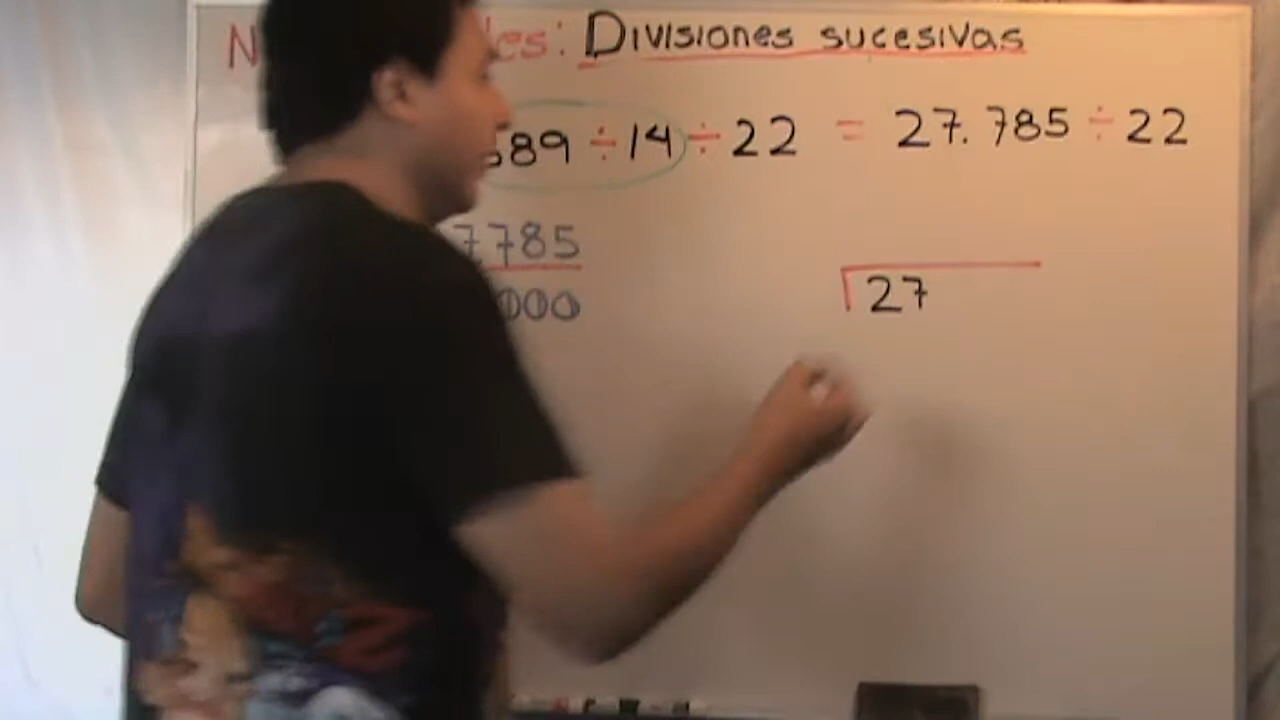 Divisiones sucesivas
89 ÷ 14 ÷ 22 = 27.785 ÷ 22
7785
000
27